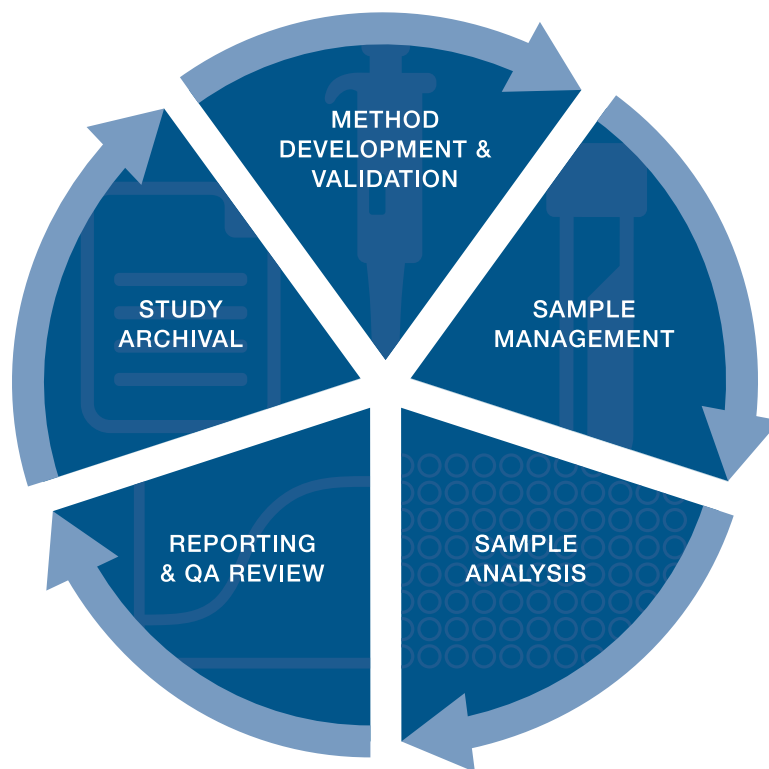 METHOD
DEVELOPMENT &
VALIDATION
SAMPLE
MANAGEMENT
SAMPLE
ANALYSIS
REPORTING
& QA REVIEW
STUDY
ARCHIVAL